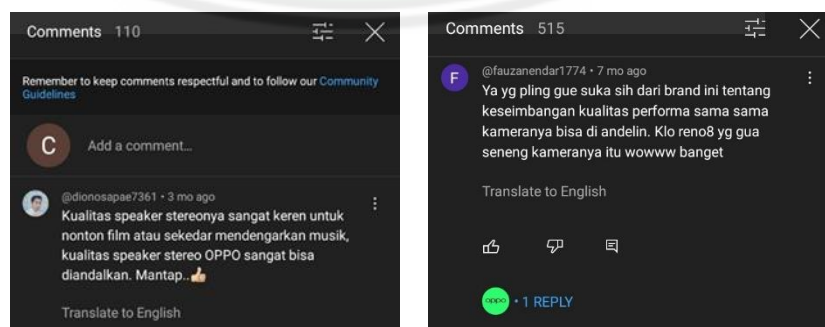 Comments 110
Remember to keep comments respectful and to follow our Community
Guidelines
C
Add a comment...
@dionosapae7361 • 3 mo ago
Kualitas speaker stereonya sangat keren untuk
nonton film atau sekedar mendengarkan musik,
kualitas speaker stereo OPPO sangat bisa
diandalkan. Mantap..👍🏼
Translate to English
Comments 515
F
@fauzanendar1774 • 7 mo ago
Ya yg pling gue suka sih dari brand ini tentang
keseimbangan kualitas performa sama sama
kameranya bisa di andelin. Klo reno8 yg gua
seneng kameranya itu wowww banget
Translate to English
oppo • 1 REPLY